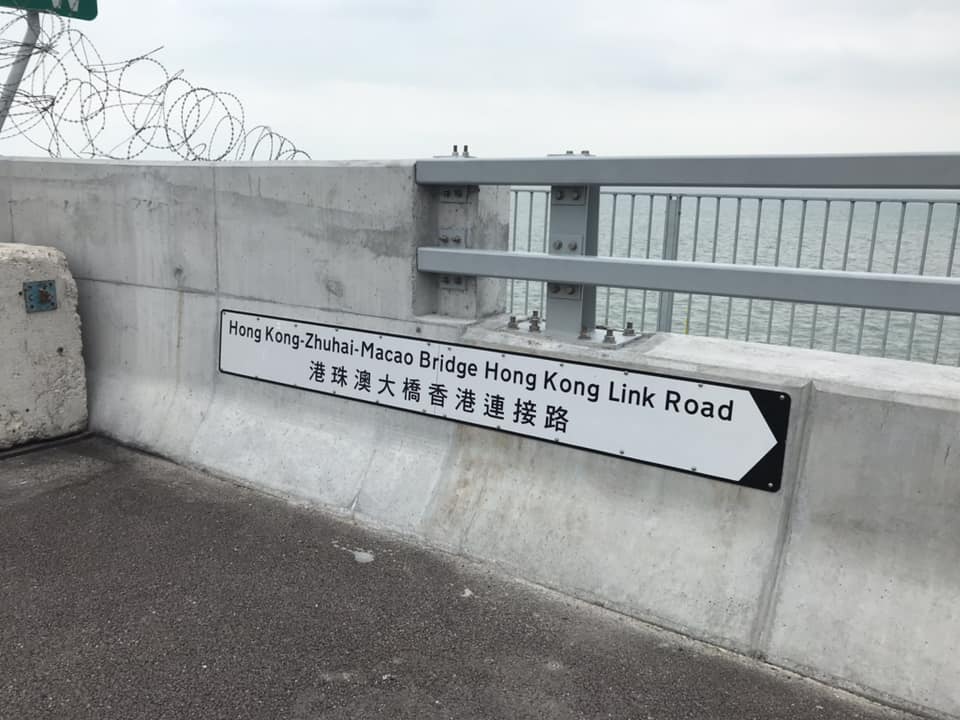 Hong Kong-Zhuhai-Macao Bridge Hong Kong Link Road
港珠澳大橋香港連接路